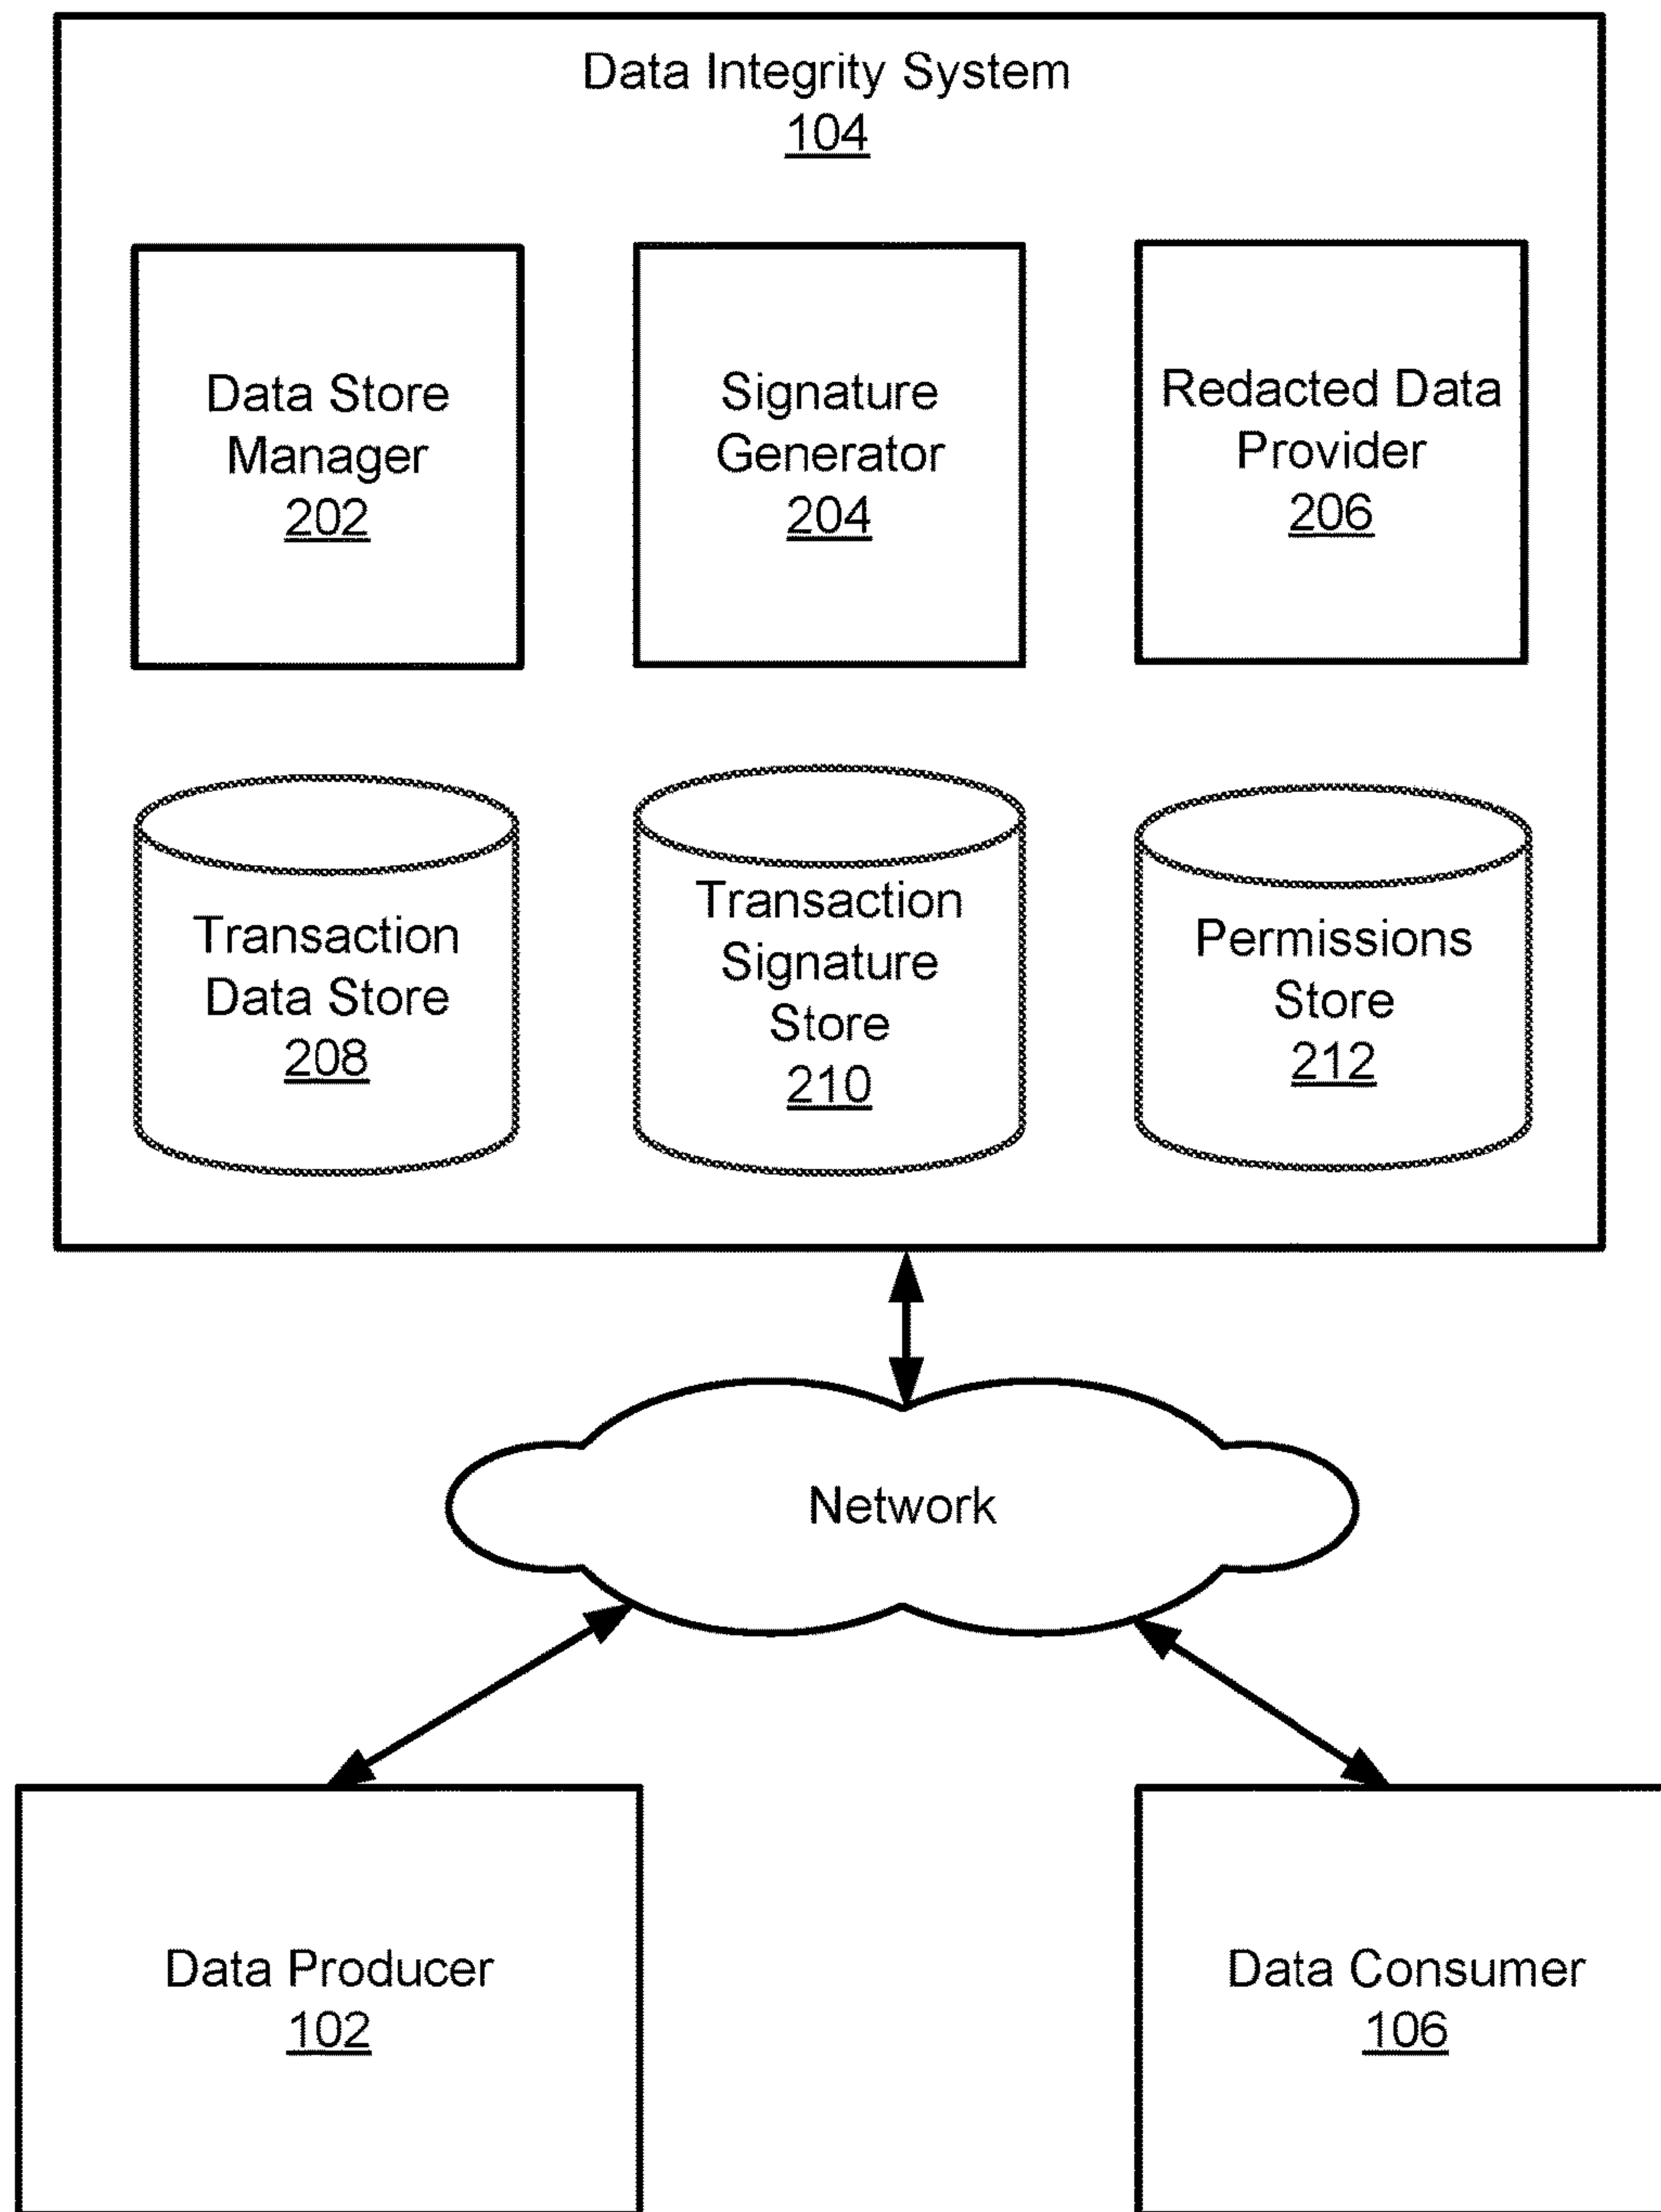 Data Integrity System
104
Data Store
Manager
202
Signature
Generator
204
Redacted Data
Provider
206
Transaction
Data Store
208
Transaction
Signature
Store
210
Permissions
Store
212
Network
Data Producer
102
Data Consumer
106